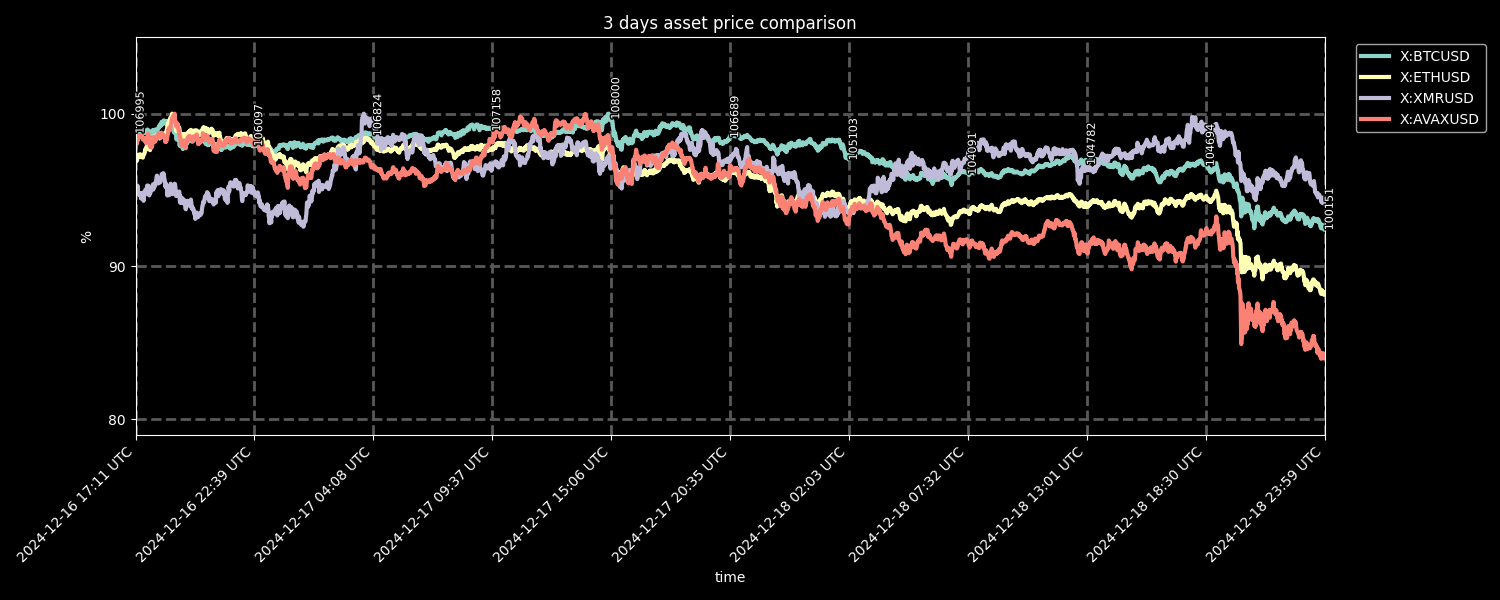 3 days asset price comparison
X:BTCUSD
X:ETHUSD
X:XMRUSD
X:AVAXUSD
%
100
90
80
106995
106097
106824
107158
108000
106689
105103
104091
104782
104694
100151
2024-12-16 17:11 UTC
2024-12-16 22:39 UTC
2024-12-17 04:08 UTC
2024-12-17 09:37 UTC
2024-12-17 15:06 UTC
2024-12-17 20:35 UTC
2024-12-18 02:03 UTC
2024-12-18 07:32 UTC
2024-12-18 13:01 UTC
2024-12-18 18:30 UTC
2024-12-18 23:59 UTC
time